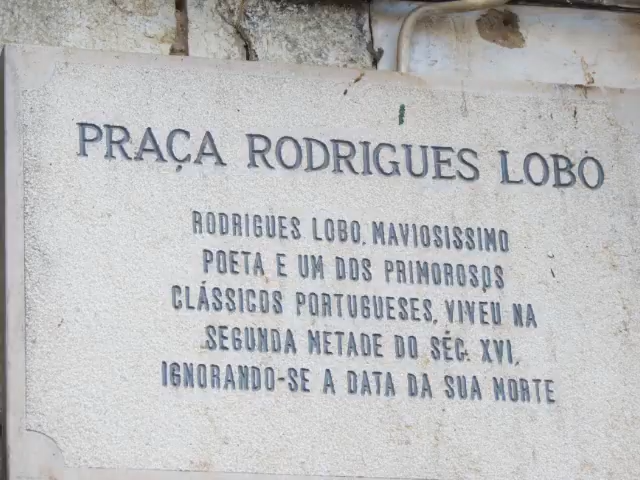 PRAÇA RODRIGUES LOBO
RODRIGUES LOBO, MAVIOSISSIMO
POETA E UM DOS PRIMOROSOS
CLÁSSICOS PORTUGUESES, VIVEU NA
SEGUNDA METADE DO SÉC. XVI,
IGNORANDO-SE A DATA DA SUA MORTE